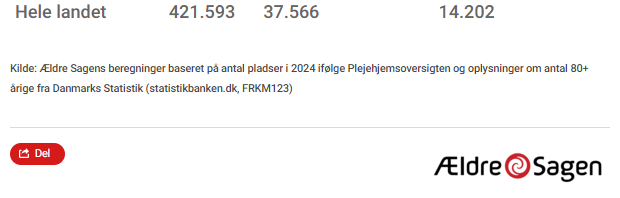 Hele landet 421.593 37.566 14.202
Kilde: Ældre Sagens beregninger baseret på antal pladser i 2024 ifølge Plejehjemsoversigten og oplysninger om antal 80+
årige fra Danmarks Statistik (statistikbanken.dk, FRKM123)
Del
Ældre Sagen